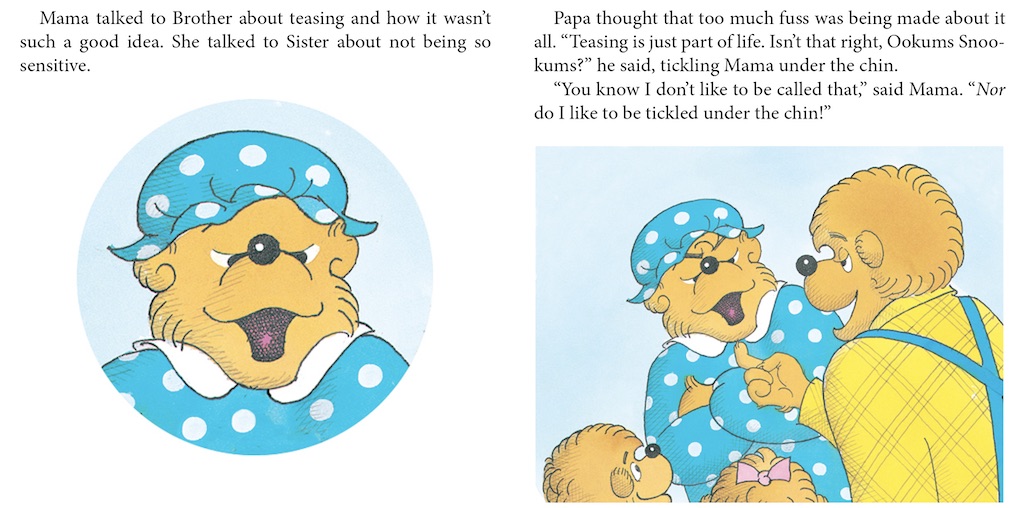 Mama talked to Brother about teasing and how it wasn’t
such a good idea. She talked to Sister about not being so
sensitive.
Papa thought that too much fuss was being made about it
all. “Teasing is just part of life. Isn’t that right, Ookums Snoo-
kums?” he said, tickling Mama under the chin.
“You know I don’t like to be called that,” said Mama. “Nor
do I like to be tickled under the chin!”